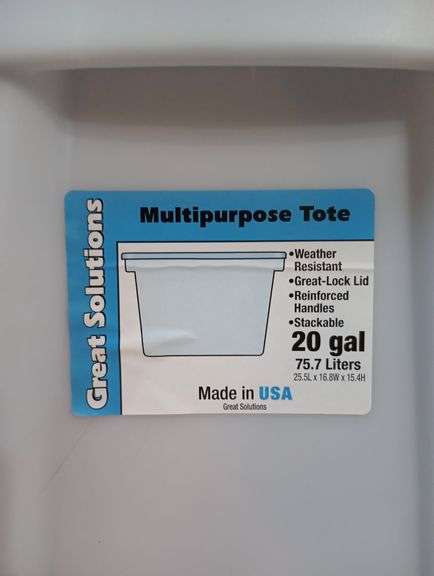 Great Solutions
Multipurpose Tote
•Weather
Resistant
•Great-Lock Lid
•Reinforced
Handles
•Stackable
20 gal
75.7 Liters
25.5L x 16.8W x 15.4H
Made in USA
Great Solutions